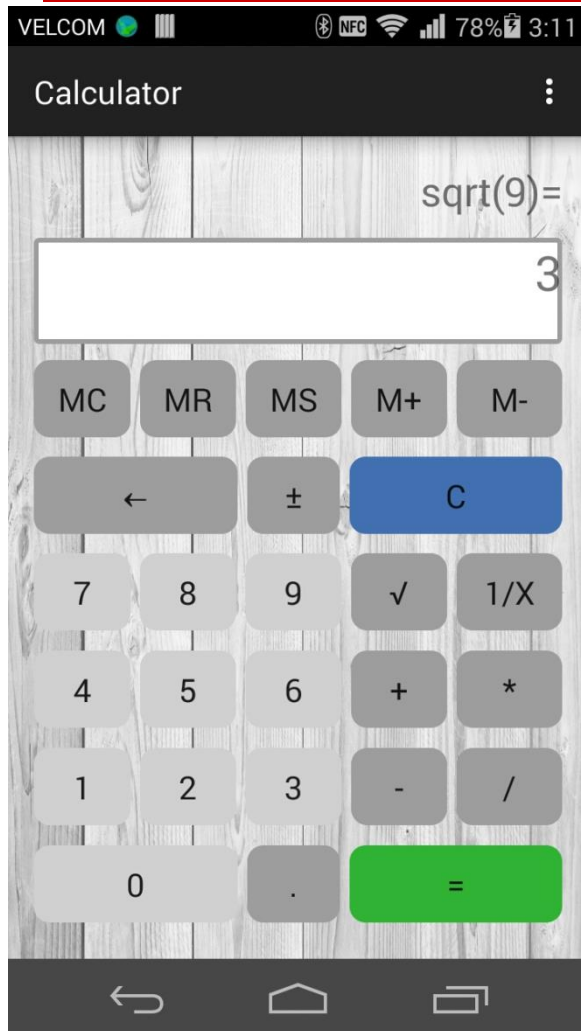 VELCOM NFC 78% 3:11
Calculator
sqrt(9)=
3
MC MR MS M+ M-
← ± C
7 8 9 √ 1/X
4 5 6 + *
1 2 3 - /
0 . =